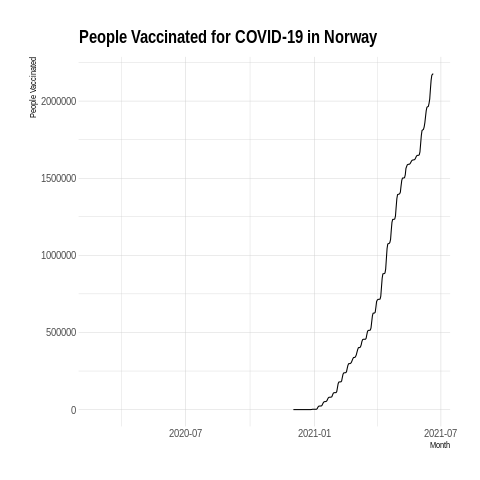 People Vaccinated for COVID-19 in Norway
People Vaccinated
2000000
1500000
1000000
500000
0
2020-07
2021-01
2021-07
Month